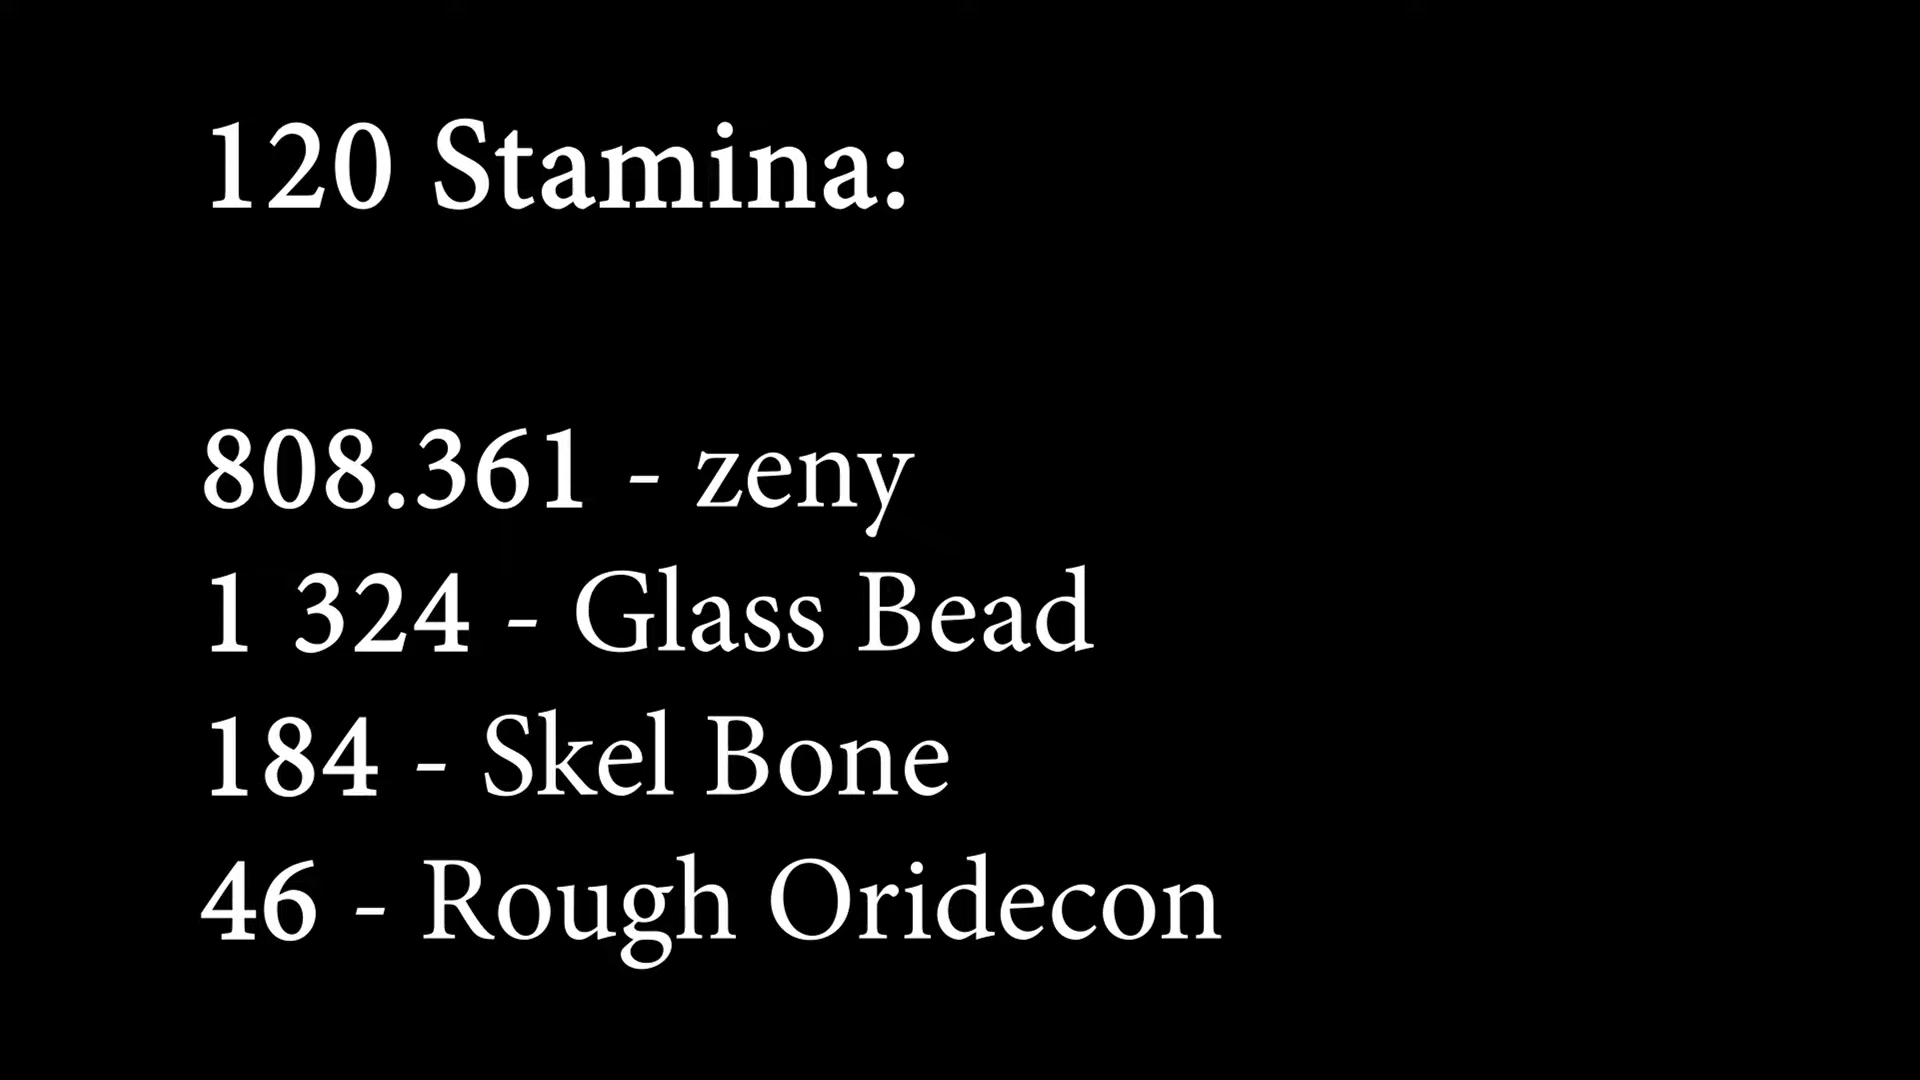 120 Stamina:
808.361 - zeny
1 324 - Glass Bead
184 - Skel Bone
46 - Rough Oridecon